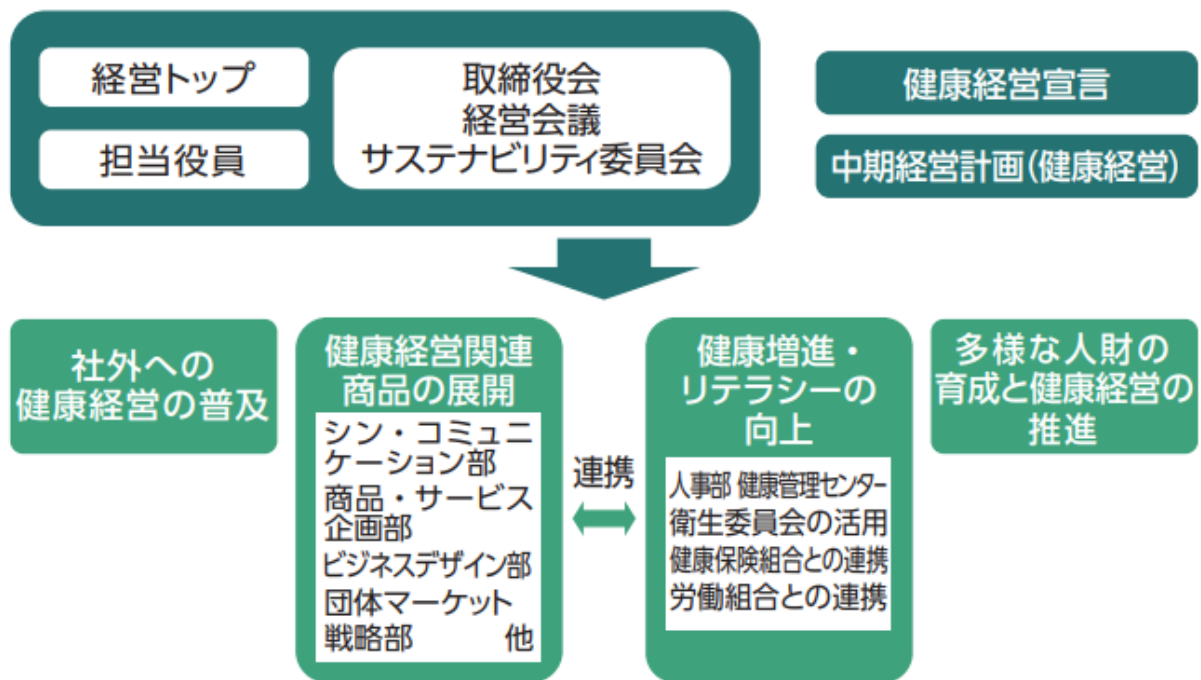 経営トップ
担当役員
取締役会
経営会議
サステナビリティ委員会
健康経営宣言
中期経営計画(健康経営)
社外への
健康経営の普及
健康経営関連
商品の展開
シン・コミュニ
ケーション部
商品・サービス
企画部
ビジネスデザイン部
団体マーケット
戦略部 他
連携
健康増進・
リテラシーの
向上
人事部 健康管理センター
衛生委員会の活用
健康保険組合との連携
労働組合との連携
多様な人財の
育成と健康経営の
推進